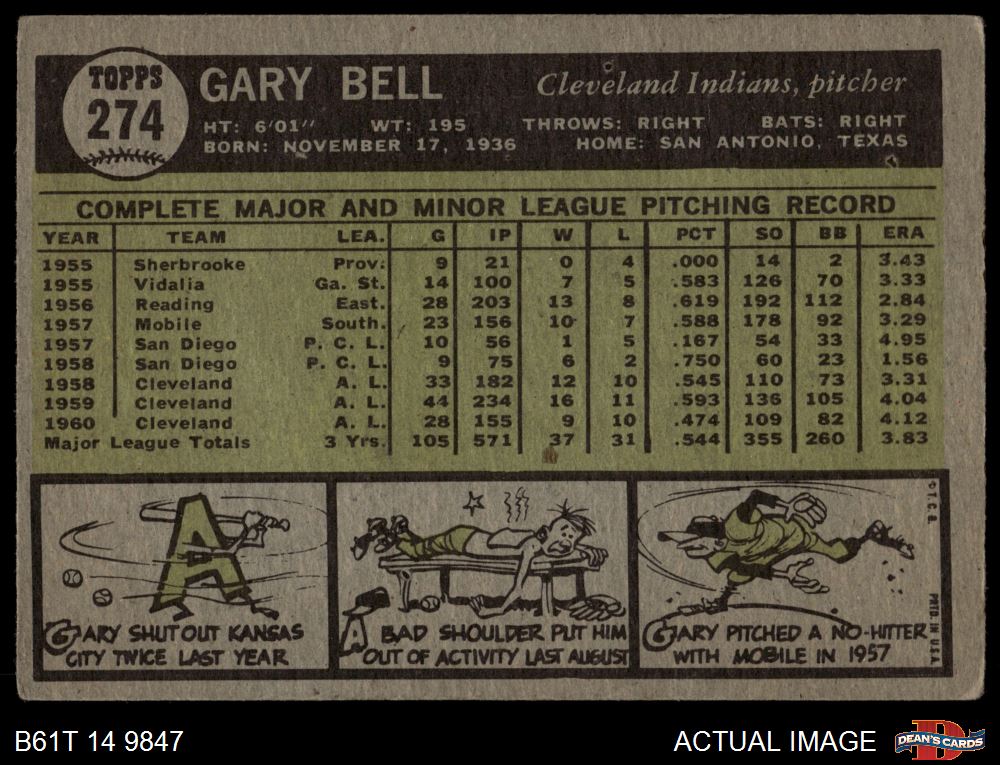 TOPPS
274
GARY BELL
Cleveland Indians, pitcher
HT: 6'01" WT: 195 THROWS: RIGHT BATS: RIGHT
BORN: NOVEMBER 17, 1936 HOME: SAN ANTONIO, TEXAS
COMPLETE MAJOR AND MINOR LEAGUE PITCHING RECORD
YEAR TEAM LEA. G IP W L PCT SO BB ERA
1955 Sherbrooke Prov. 9 21 0 4 .000 14 2 3.43
1955 Vidalia Ga. St. 14 100 7 5 .583 126 70 3.33
1956 Reading East. 28 203 13 8 .619 192 112 2.84
1957 Mobile South. 23 156 10 7 .588 178 92 3.29
1957 San Diego P. C. L. 10 56 1 5 .167 54 33 4.95
1958 San Diego P. C. L. 9 75 6 2 .750 60 23 1.56
1958 Cleveland A. L. 33 182 12 10 .545 110 73 3.31
1959 Cleveland A. L. 44 234 16 11 .593 136 105 4.04
1960 Cleveland A. L. 28 155 9 10 .474 109 82 4.12
Major League Totals 3 Yrs. 105 571 37 31 .544 355 260 3.83
A
GARY SHUTOUT KANSAS
CITY TWICE LAST YEAR
A BAD SHOULDER PUT HIM
OUT OF ACTIVITY LAST AUGUST
GARY PITCHED A NO-HITTER
WITH MOBILE IN 1957
© T.C.G.
PRTD. IN U.S.A.
B61T 14 9847
ACTUAL IMAGE
D
DEAN'S CARDS